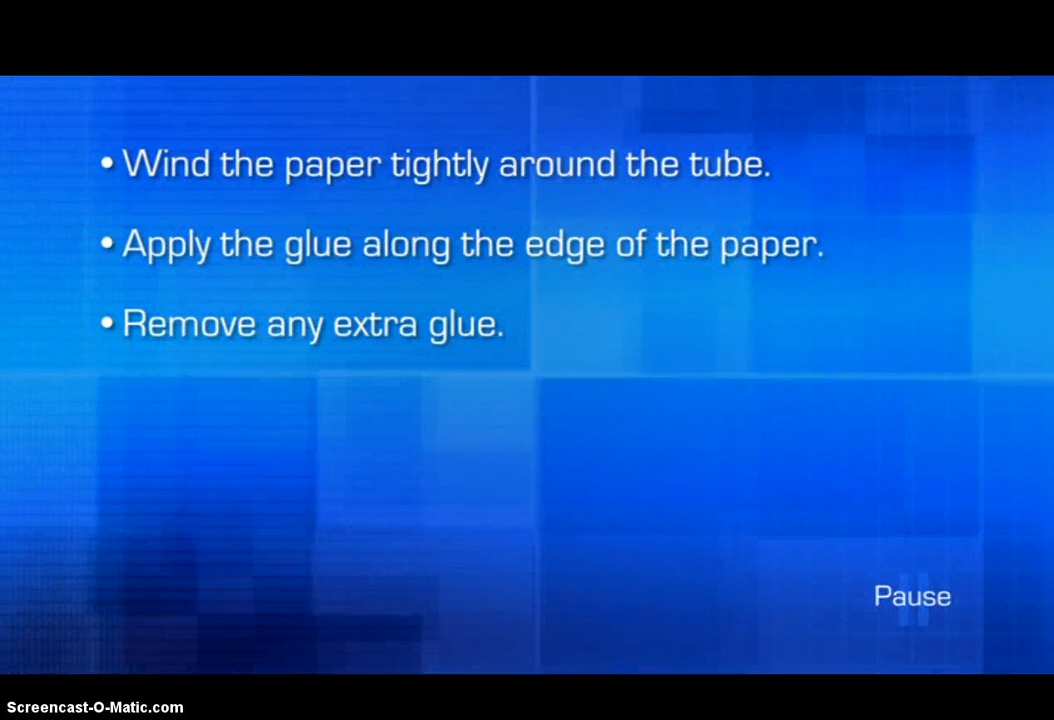 • Wind the paper tightly around the tube.
• Apply the glue along the edge of the paper.
• Remove any extra glue.
Pause
Screencast-O-Matic.com